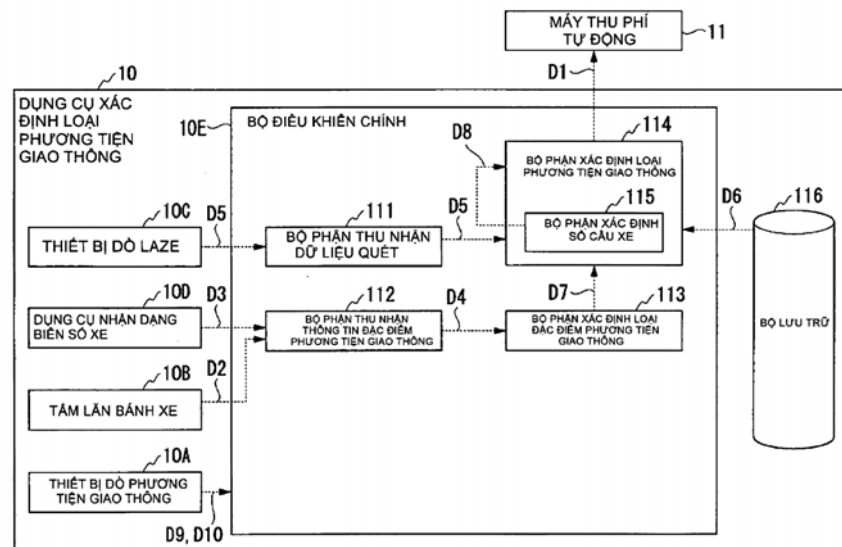 MÁY THU PHÍ
TỰ ĐỘNG
11
D1
10
DỤNG CỤ XÁC
ĐỊNH LOẠI
PHƯƠNG TIỆN
GIAO THÔNG
10E
BỘ ĐIỀU KHIỂN CHÍNH
D8
114
BỘ PHẬN XÁC ĐỊNH LOẠI
PHƯƠNG TIỆN GIAO THÔNG
115
BỘ PHẬN XÁC ĐỊNH
SỐ CẦU XE
D6
116
BỘ LƯU TRỮ
10C
THIẾT BỊ DÒ LAZE
D5
111
BỘ PHẬN THU NHẬN
DỮ LIỆU QUÉT
D5
10D
DỤNG CỤ NHẬN DẠNG
BIỂN SỐ XE
D3
112
BỘ PHẬN THU NHẬN
THÔNG TIN ĐẶC ĐIỂM
PHƯƠNG TIỆN GIAO THÔNG
D4
D7
113
BỘ PHẬN XÁC ĐỊNH LOẠI
ĐẶC ĐIỂM PHƯƠNG TIỆN
GIAO THÔNG
10B
TẤM LĂN BÁNH XE
D2
10A
THIẾT BỊ DÒ PHƯƠNG
TIỆN GIAO THÔNG
D9, D10